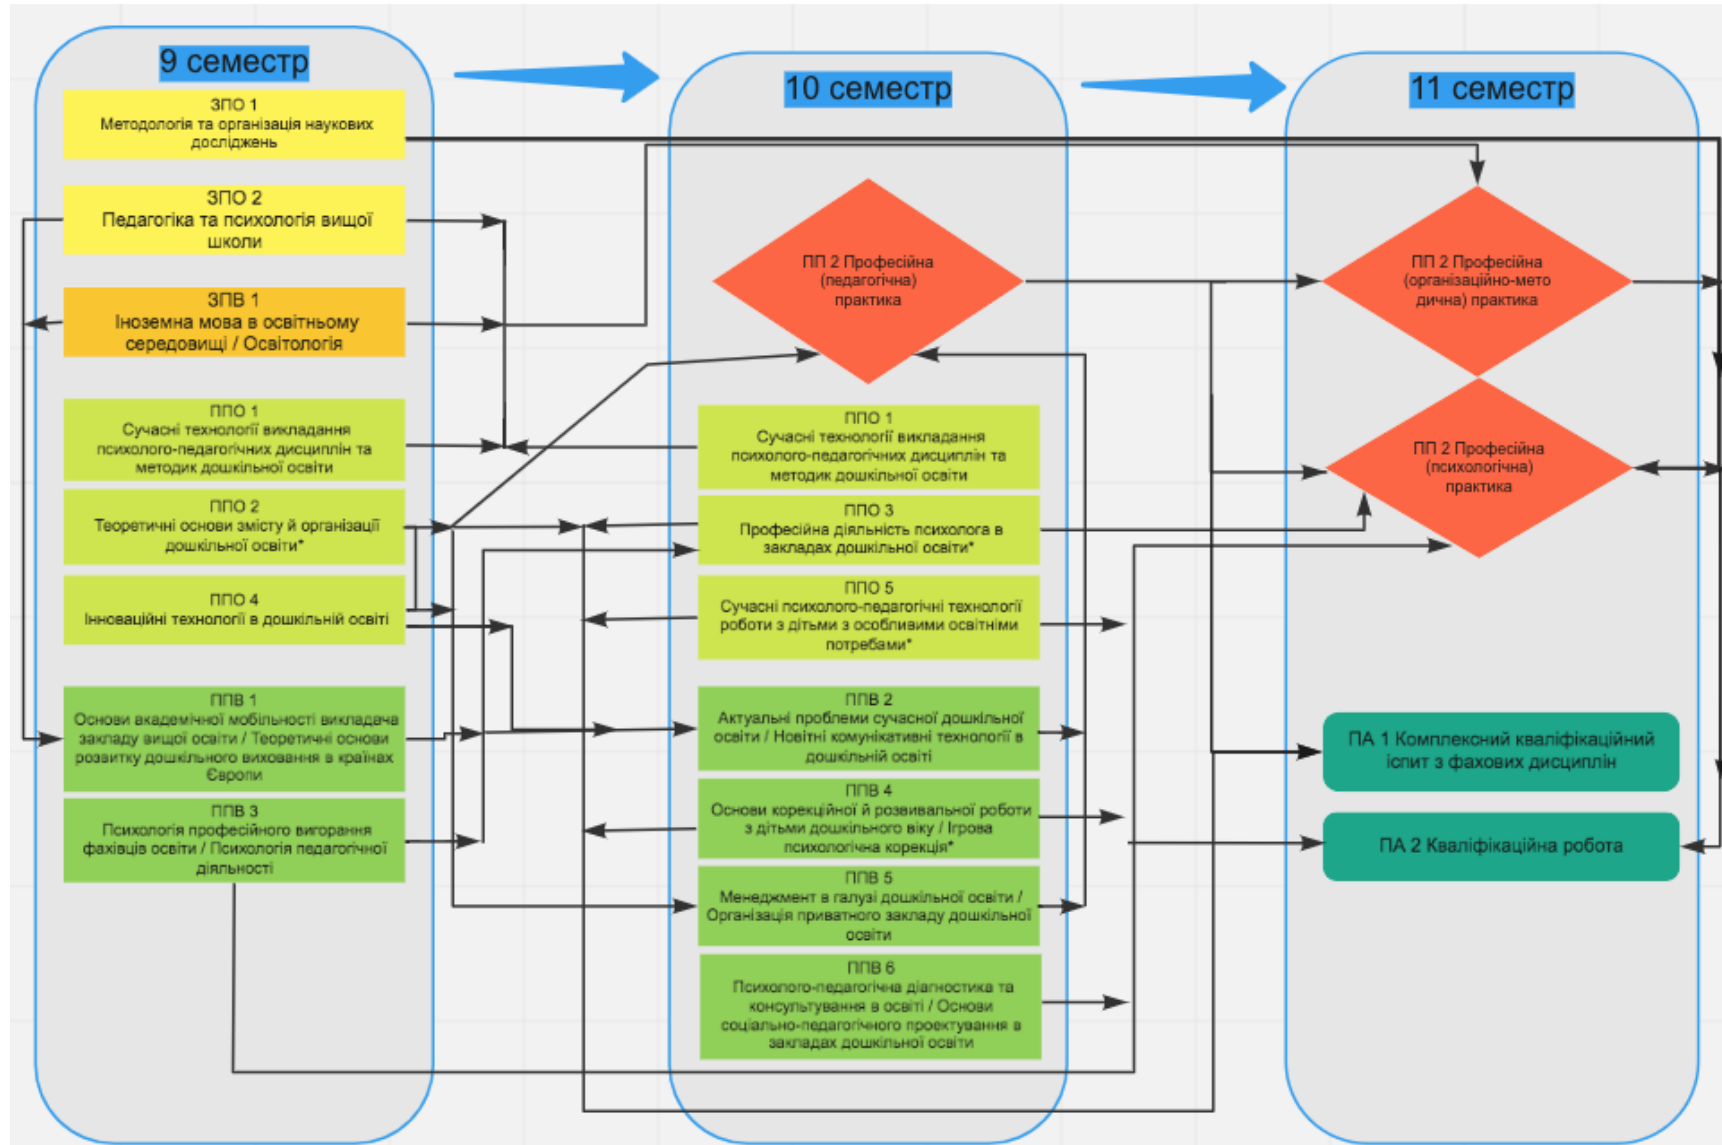 9 семестр
ЗПО 1
Методологія та організація наукових
досліджень
ЗПО 2
Педагогіка та психологія вищої
школи
ЗПВ 1
Іноземна мова в освітньому
середовищі / Освітологія
ППО 1
Сучасні технології викладання
психолого-педагогічних дисциплін та
методик дошкільної освіти
ППО 2
Теоретичні основи змісту й організації
дошкільної освіти*
ППО 4
Інноваційні технології в дошкільній освіті
ППВ 1
Основи академічної мобільності викладача
закладу вищої освіти / Теоретичні основи
розвитку дошкільного виховання в країнах
Європи
ППВ 3
Психологія професійного вигорання
фахівців освіти / Психологія педагогічної
діяльності
10 семестр
ПП 2 Професійна
(педагогічна)
практика
ППО 1
Сучасні технології викладання
психолого-педагогічних дисциплін та
методик дошкільної освіти
ППО 3
Професійна діяльність психолога в
закладах дошкільної освіти*
ППО 5
Сучасні психолого-педагогічні технології
роботи з дітьми з особливими освітніми
потребами*
ППВ 2
Актуальні проблеми сучасної дошкільної
освіти / Новітні комунікативні технології в
дошкільній освіті
ППВ 4
Основи корекційної й розвивальної роботи
з дітьми дошкільного віку / Ігрова
психологічна корекція*
ППВ 5
Менеджмент в галузі дошкільної освіти /
Організація приватного закладу дошкільної
освіти
ППВ 6
Психолого-педагогічна діагностика та
консультування в освіті / Основи
соціально-педагогічного проектування в
закладах дошкільної освіти
11 семестр
ПП 2 Професійна
(організаційно-мето
дична) практика
ПП 2 Професійна
(психологічна)
практика
ПА 1 Комплексний кваліфікаційний
іспит з фахових дисциплін
ПА 2 Кваліфікаційна робота